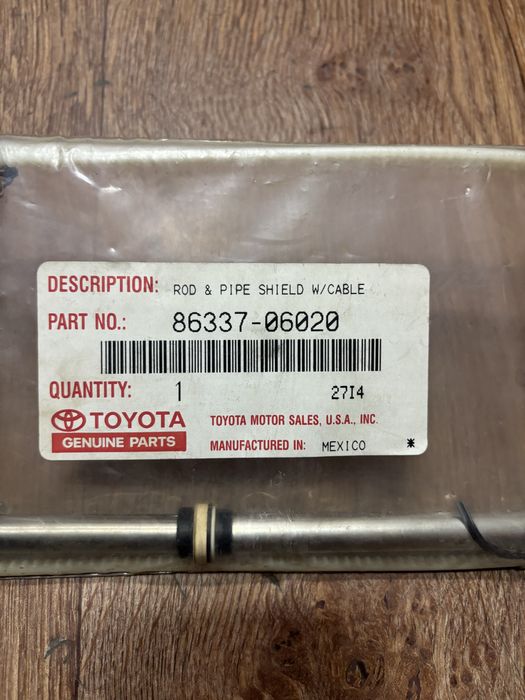 DESCRIPTION: ROD & PIPE SHIELD W/CABLE
PART NO.: 86337-06020
QUANTITY: 1 27I4
TOYOTA TOYOTA MOTOR SALES, U.S.A., INC.
GENUINE PARTS MANUFACTURED IN: MEXICO *